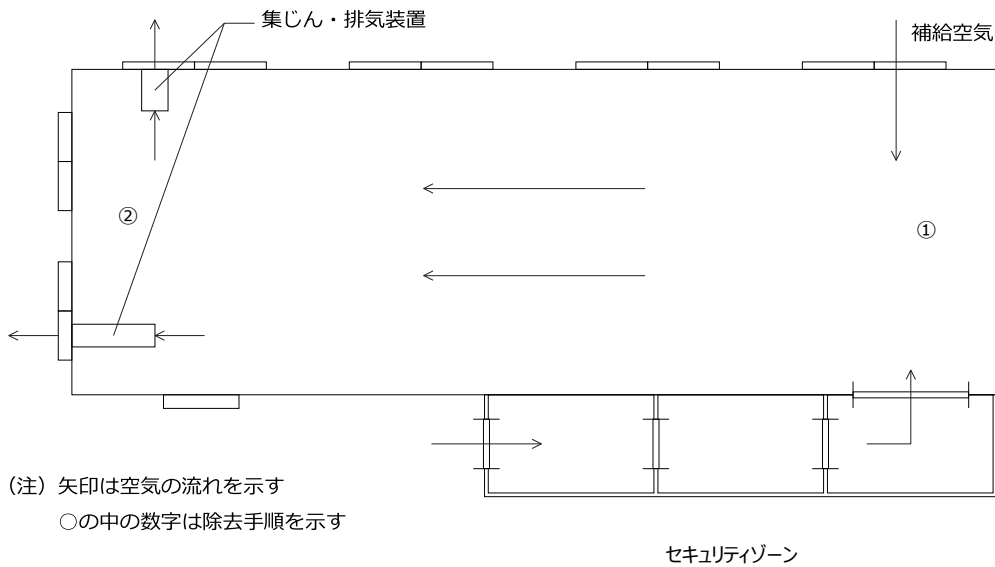 集じん・排気装置
補給空気
②
①
（注）矢印は空気の流れを示す
○の中の数字は除去手順を示す
セキュリティゾーン